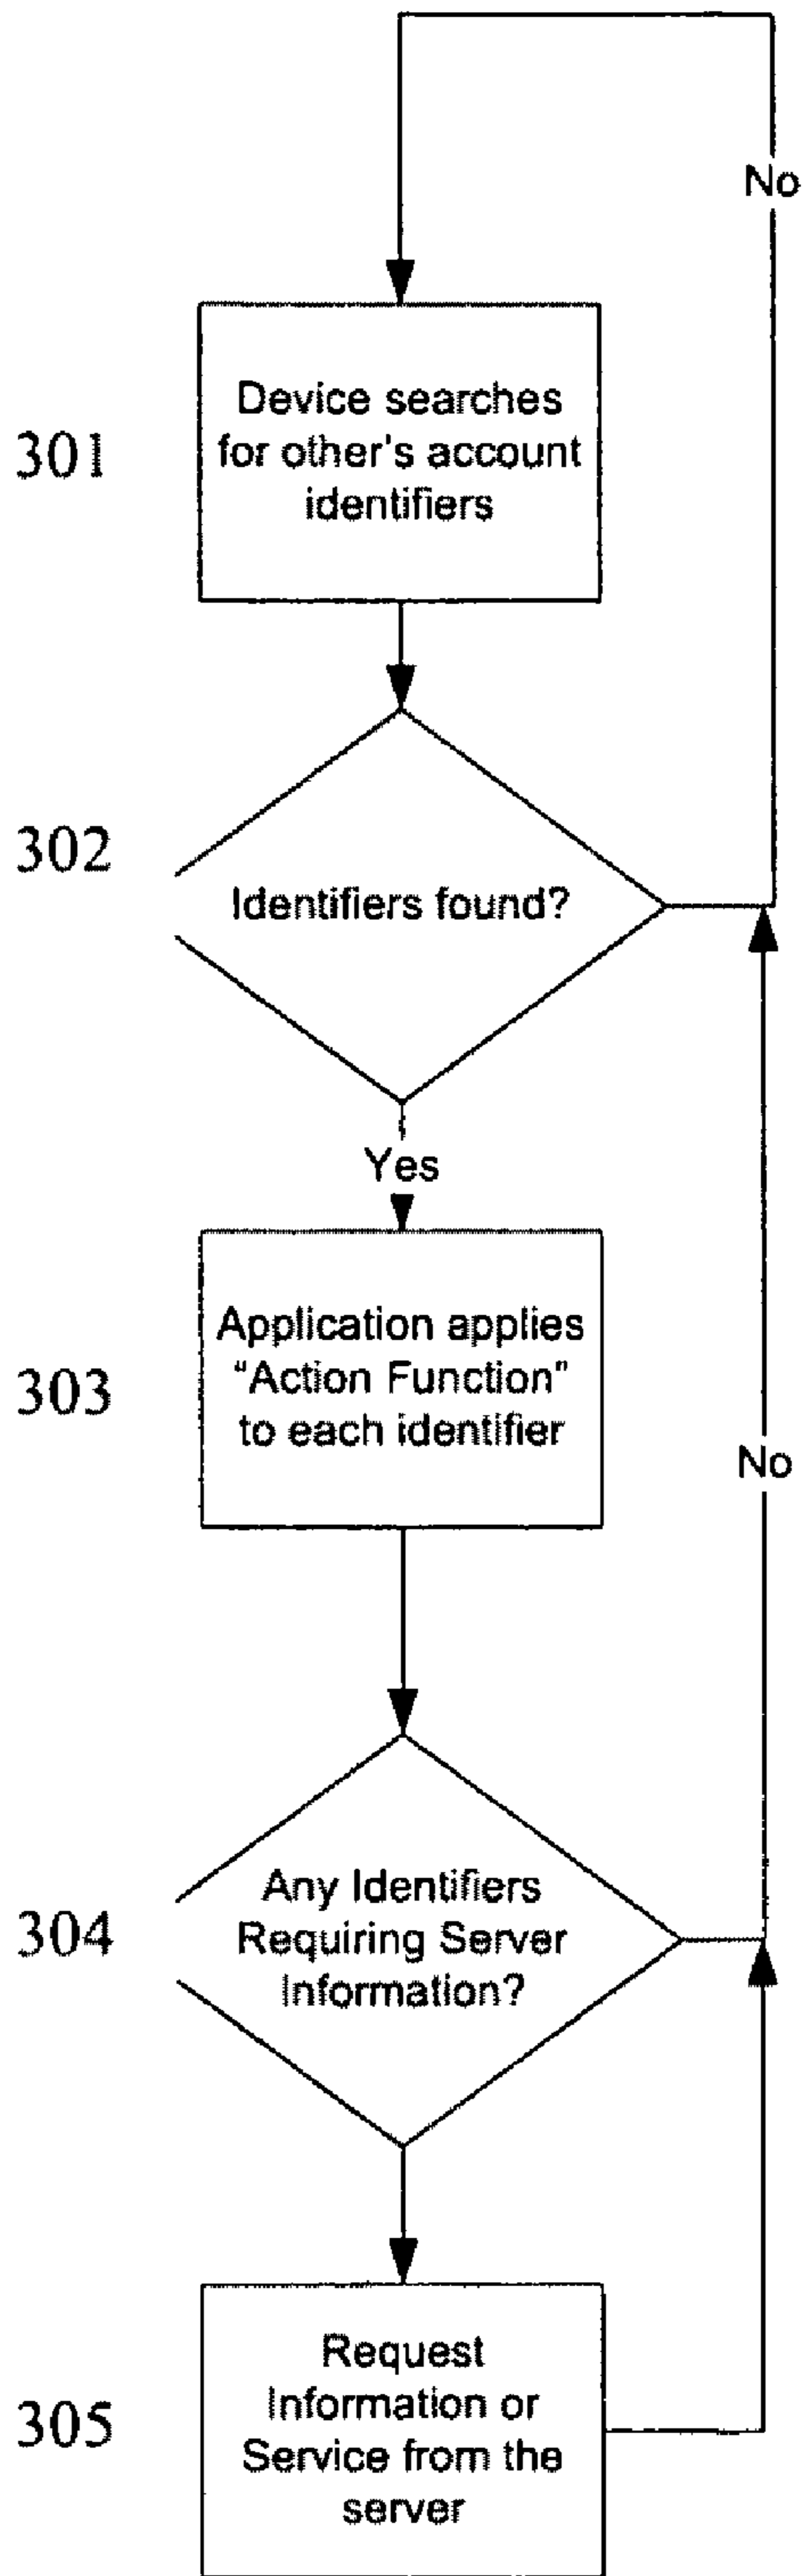 No
301
Device searches
for other's account
identifiers
302
Identifiers found?
Yes
303
Application applies
"Action Function"
to each identifier
No
304
Any Identifiers
Requiring Server
Information?
305
Request
Information or
Service from the
server